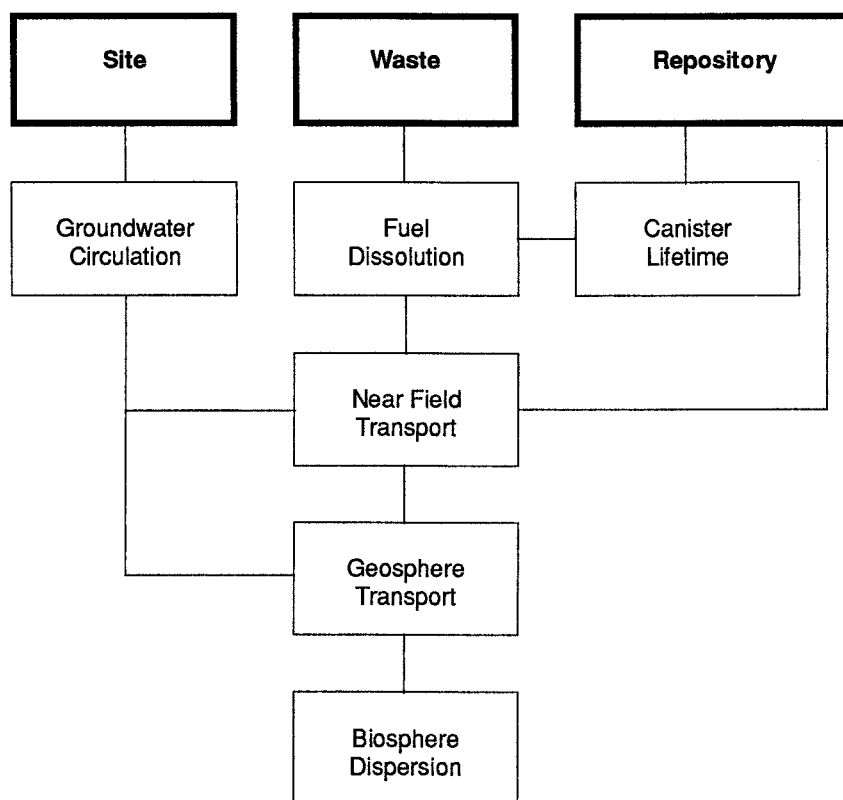 Site
Waste
Repository
Groundwater
Circulation
Fuel
Dissolution
Canister
Lifetime
Near Field
Transport
Geosphere
Transport
Biosphere
Dispersion